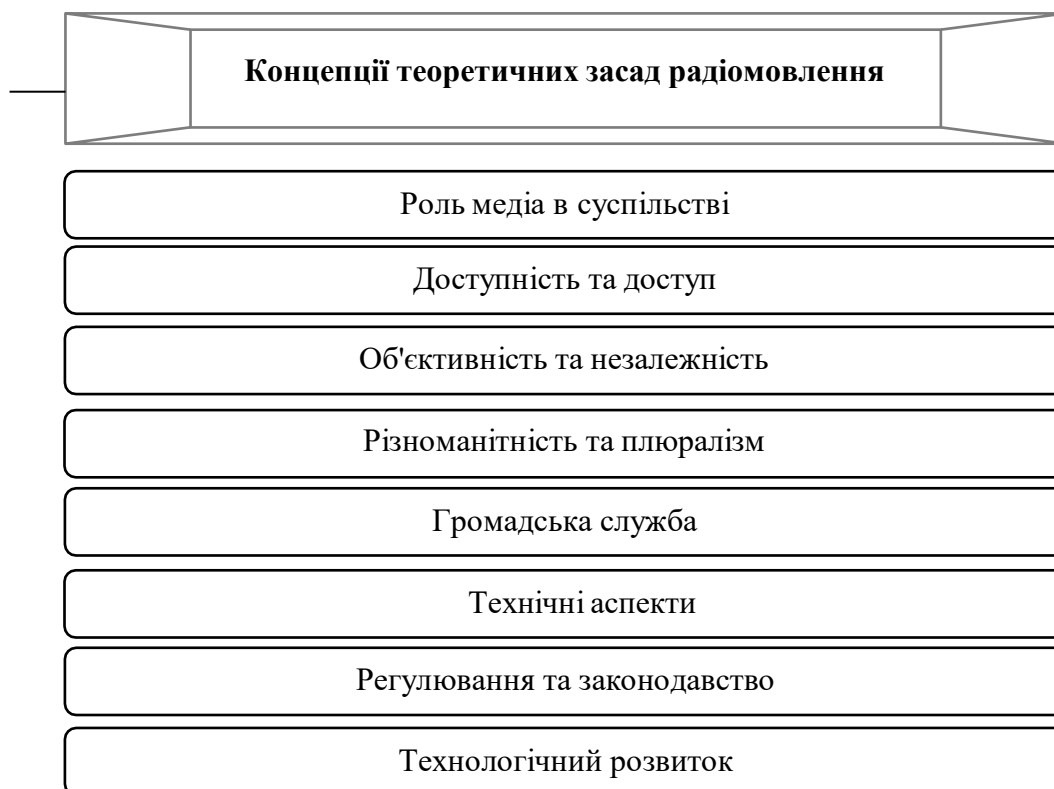 Концепції теоретичних засад радіомовлення
Роль медіа в суспільстві
Доступність та доступ
Об'єктивність та незалежність
Різноманітність та плюралізм
Громадська служба
Технічні аспекти
Регулювання та законодавство
Технологічний розвиток